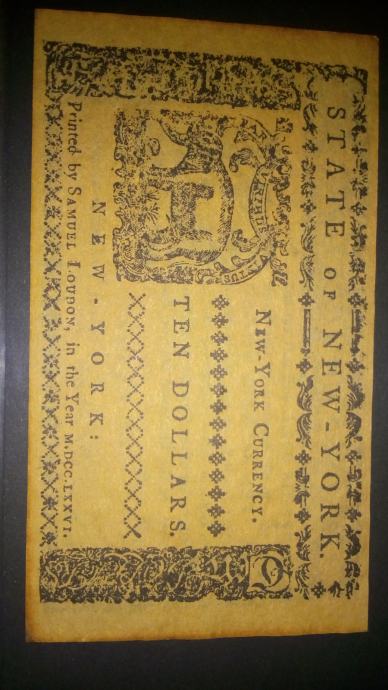 STATE OF NEW-YORK.
NEW-YORK CURRENCY.
TEN DOLLARS.
NEW-YORK:
Printed by SAMUEL LOUDON, in the Year M.DCC.LXXVI.